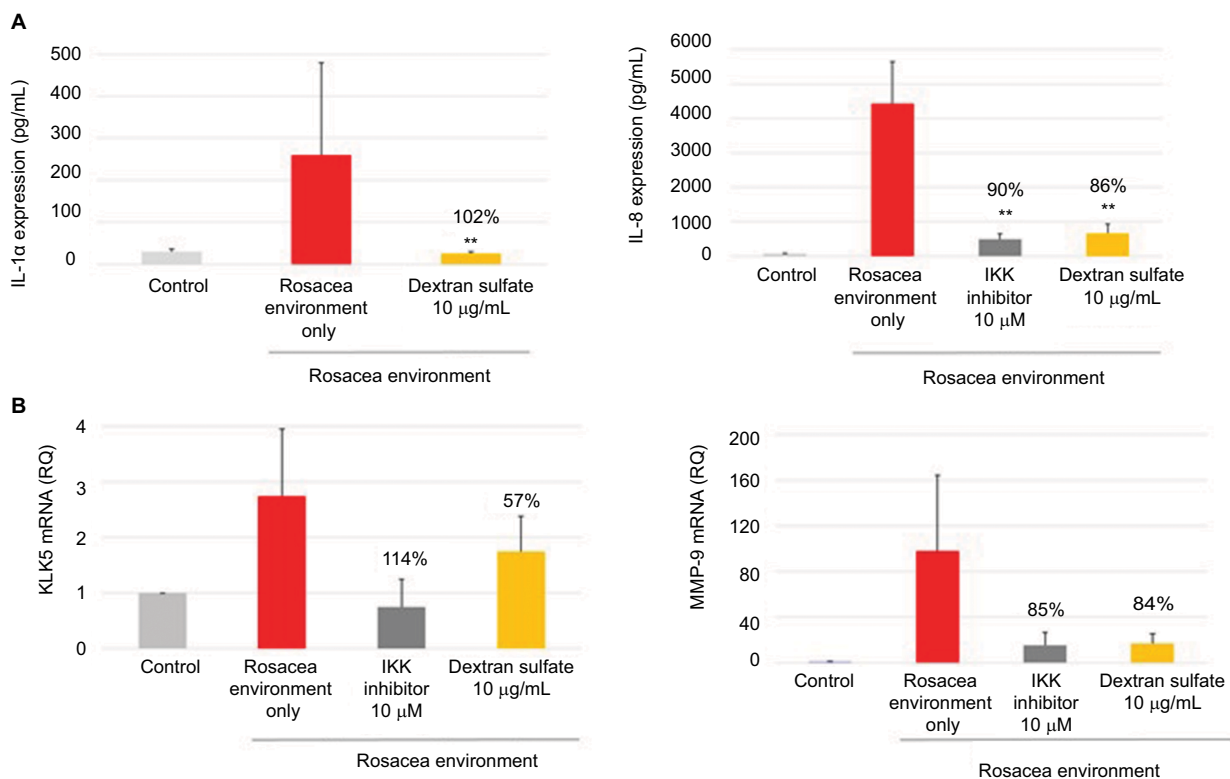 A
IL-1α expression (pg/mL)
500
400
300
200
100
0
102%
**
Control
Rosacea
environment
only
Dextran sulfate
10 μg/mL
Rosacea environment
IL-8 expression (pg/mL)
6000
5000
4000
3000
2000
1000
0
90%
**
86%
**
Control
Rosacea
environment
only
IKK
inhibitor
10 μM
Dextran sulfate
10 μg/mL
Rosacea environment
B
KLK5 mRNA (RQ)
4
3
2
1
0
114%
57%
Control
Rosacea
environment
only
IKK
inhibitor
10 μM
Dextran sulfate
10 μg/mL
Rosacea environment
MMP-9 mRNA (RQ)
200
160
120
80
40
0
85%
84%
Control
Rosacea
environment
only
IKK
inhibitor
10 μM
Dextran sulfate
10 μg/mL
Rosacea environment